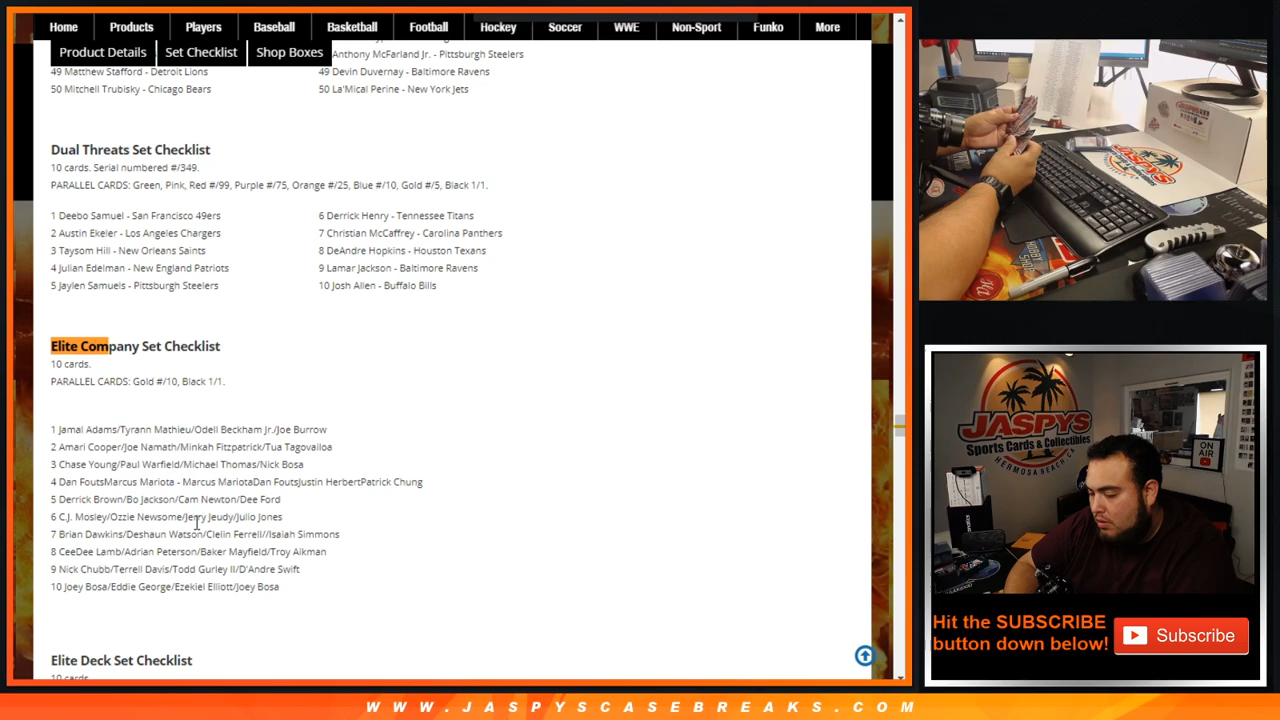 Home Products Players Baseball Basketball Football Hockey Soccer WWE Non-Sport Funko More
Product Details Set Checklist Shop Boxes
Anthony McFarland Jr. - Pittsburgh Steelers
49 Matthew Stafford - Detroit Lions
49 Devin Duvernay - Baltimore Ravens
50 Mitchell Trubisky - Chicago Bears
50 La'Mical Perine - New York Jets
Dual Threats Set Checklist
10 cards. Serial numbered #/349.
PARALLEL CARDS: Green, Pink, Red #/99, Purple #/75, Orange #/25, Blue #/10, Gold #/5, Black 1/1.
1 Deebo Samuel - San Francisco 49ers
2 Austin Ekeler - Los Angeles Chargers
3 Taysom Hill - New Orleans Saints
4 Julian Edelman - New England Patriots
5 Jaylen Samuels - Pittsburgh Steelers
6 Derrick Henry - Tennessee Titans
7 Christian McCaffrey - Carolina Panthers
8 DeAndre Hopkins - Houston Texans
9 Lamar Jackson - Baltimore Ravens
10 Josh Allen - Buffalo Bills
Elite Company Set Checklist
10 cards.
PARALLEL CARDS: Gold #/10, Black 1/1.
1 Jamal Adams/Tyrann Mathieu/Odell Beckham Jr./Joe Burrow
2 Amari Cooper/Joe Namath/Minkah Fitzpatrick/Tua Tagovailoa
3 Chase Young/Paul Warfield/Michael Thomas/Nick Bosa
4 Dan FoutsMarcus Mariota - Marcus MariotaDan FoutsJustin HerbertPatrick Chung
5 Derrick Brown/Bo Jackson/Cam Newton/Dee Ford
6 C.J. Mosley/Ozzie Newsome/Jerry Jeudy/Julio Jones
7 Brian Dawkins/Deshaun Watson/Clelin Ferrell//Isaiah Simmons
8 CeeDee Lamb/Adrian Peterson/Baker Mayfield/Troy Aikman
9 Nick Chubb/Terrell Davis/Todd Gurley II/D'Andre Swift
10 Joey Bosa/Eddie George/Ezekiel Elliott/Joey Bosa
Elite Deck Set Checklist
10 cards.
JASPYS
JASPYS
Sports Cards & Collectibles
HERMOSA BEACH CA
ON AIR
Hit the SUBSCRIBE
button down below!
Subscribe
WWW.JASPYSCASEBREAKS.COM